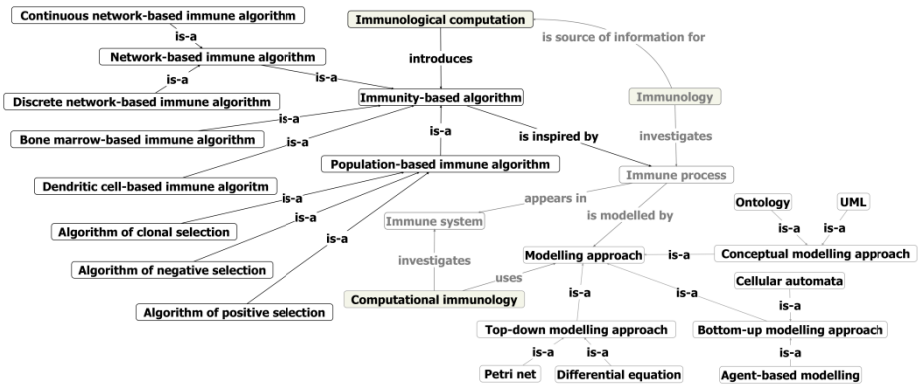 Continuous network-based immune algorithm
Immunological computation
is source of information for
Network-based immune algorithm
is-a
introduces
is-a
is-a
Discrete network-based immune algorithm
Immunity-based algorithm
Immunology
is-a
Bone marrow-based immune algorithm
is-a
is-a
is inspired by
investigates
Population-based immune algorithm
Immune process
Dendritic cell-based immune algoritm
is-a
appears in
Ontology
UML
Immune system
is modelled by
Algorithm of clonal selection
is-a
is-a
is-a
is-a
Modelling approach
is-a
Conceptual modelling approach
Algorithm of negative selection
investigates
uses
Cellular automata
Computational immunology
is-a
is-a
is-a
Algorithm of positive selection
Top-down modelling approach
Bottom-up modelling approach
is-a
is-a
is-a
Petri net
Differential equation
Agent-based modelling